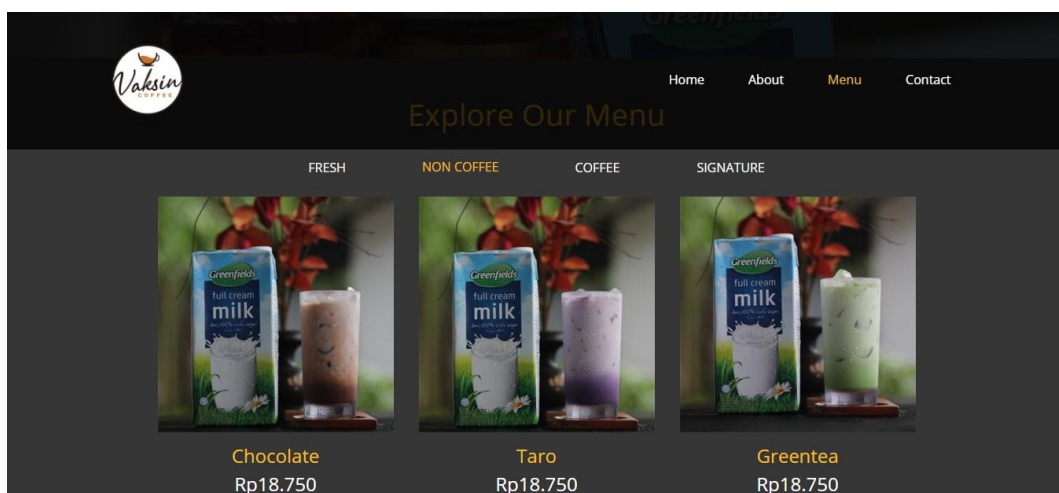 Greenfields
Vaksin
COFFEE
Home About Menu Contact
Explore Our Menu
FRESH NON COFFEE COFFEE SIGNATURE
Greenfields
full cream
milk
Greenfields
full cream
milk
Greenfields
full cream
milk
Chocolate Taro Greentea
Rp18.750 Rp18.750 Rp18.750